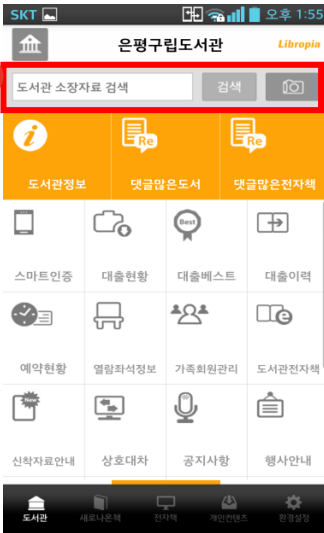 SKT 오후 1:55
은평구립도서관 Libropia
도서관 소장자료 검색 검색
i Re Re
도서관정보 댓글많은도서 댓글많은전자책
Best
스마트인증 대출현황 대출베스트 대출이력
e
예약현황 열람좌석정보 가족회원관리 도서관전자책
New
신착자료안내 상호대차 공지사항 행사안내
도서관 새로나온책 전자책 개인컨텐츠 환경설정